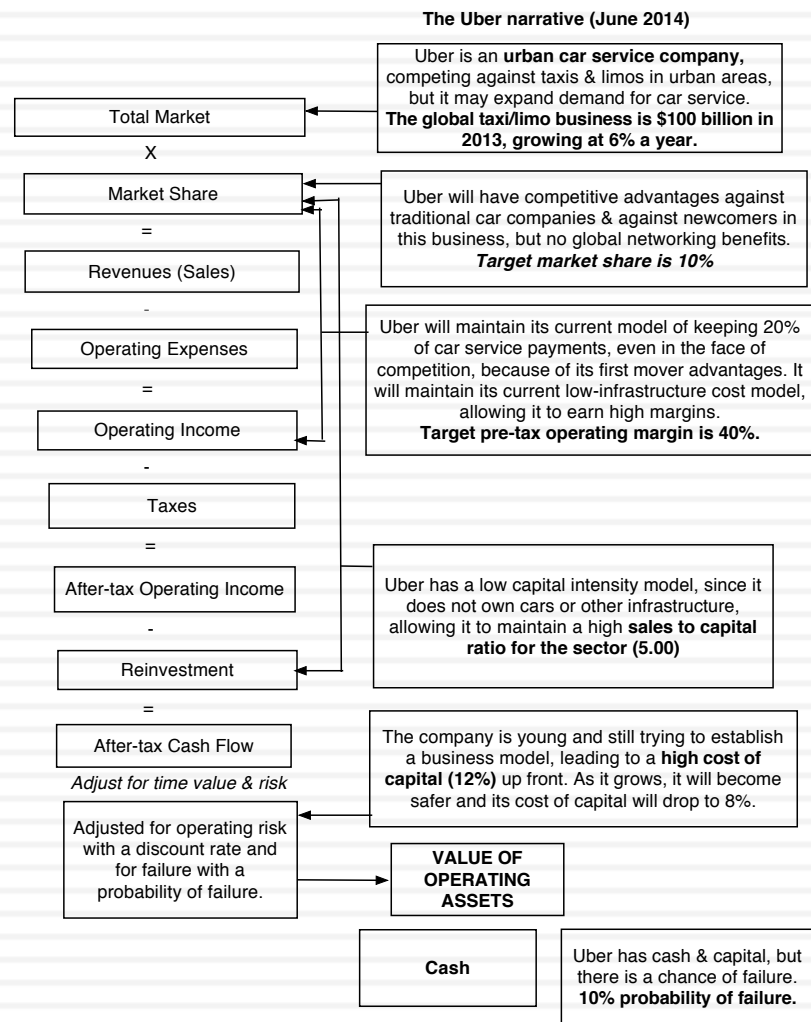 The Uber narrative (June 2014)
Uber is an urban car service company,
competing against taxis & limos in urban areas,
but it may expand demand for car service.
The global taxi/limo business is $100 billion in
2013, growing at 6% a year.
Total Market
X
Market Share
Uber will have competitive advantages against
traditional car companies & against newcomers in
this business, but no global networking benefits.
Target market share is 10%
=
Revenues (Sales)
-
Operating Expenses
=
Operating Income
Uber will maintain its current model of keeping 20%
of car service payments, even in the face of
competition, because of its first mover advantages. It
will maintain its current low-infrastructure cost model,
allowing it to earn high margins.
Target pre-tax operating margin is 40%.
-
Taxes
=
After-tax Operating Income
-
Reinvestment
Uber has a low capital intensity model, since it
does not own cars or other infrastructure,
allowing it to maintain a high sales to capital
ratio for the sector (5.00)
=
After-tax Cash Flow
Adjust for time value & risk
The company is young and still trying to establish
a business model, leading to a high cost of
capital (12%) up front. As it grows, it will become
safer and its cost of capital will drop to 8%.
Adjusted for operating risk
with a discount rate and
for failure with a
probability of failure.
VALUE OF
OPERATING
ASSETS
Cash
Uber has cash & capital, but
there is a chance of failure.
10% probability of failure.